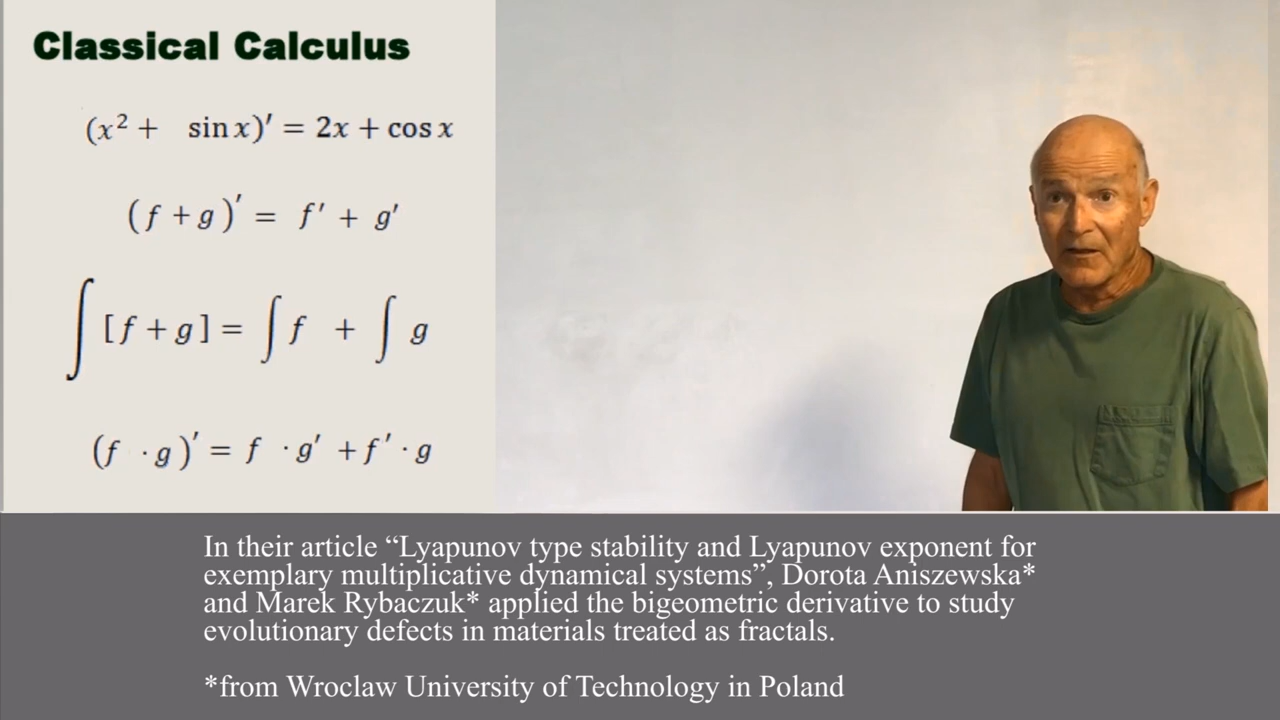 Classical Calculus
(x² + sin x)′ = 2x + cos x
(f + g)′ = f′ + g′
∫ [f + g] = ∫ f + ∫ g
(f · g)′ = f · g′ + f′ · g
In their article “Lyapunov type stability and Lyapunov exponent for
exemplary multiplicative dynamical systems”, Dorota Aniszewska*
and Marek Rybaczuk* applied the bigeometric derivative to study
evolutionary defects in materials treated as fractals.
*from Wroclaw University of Technology in Poland